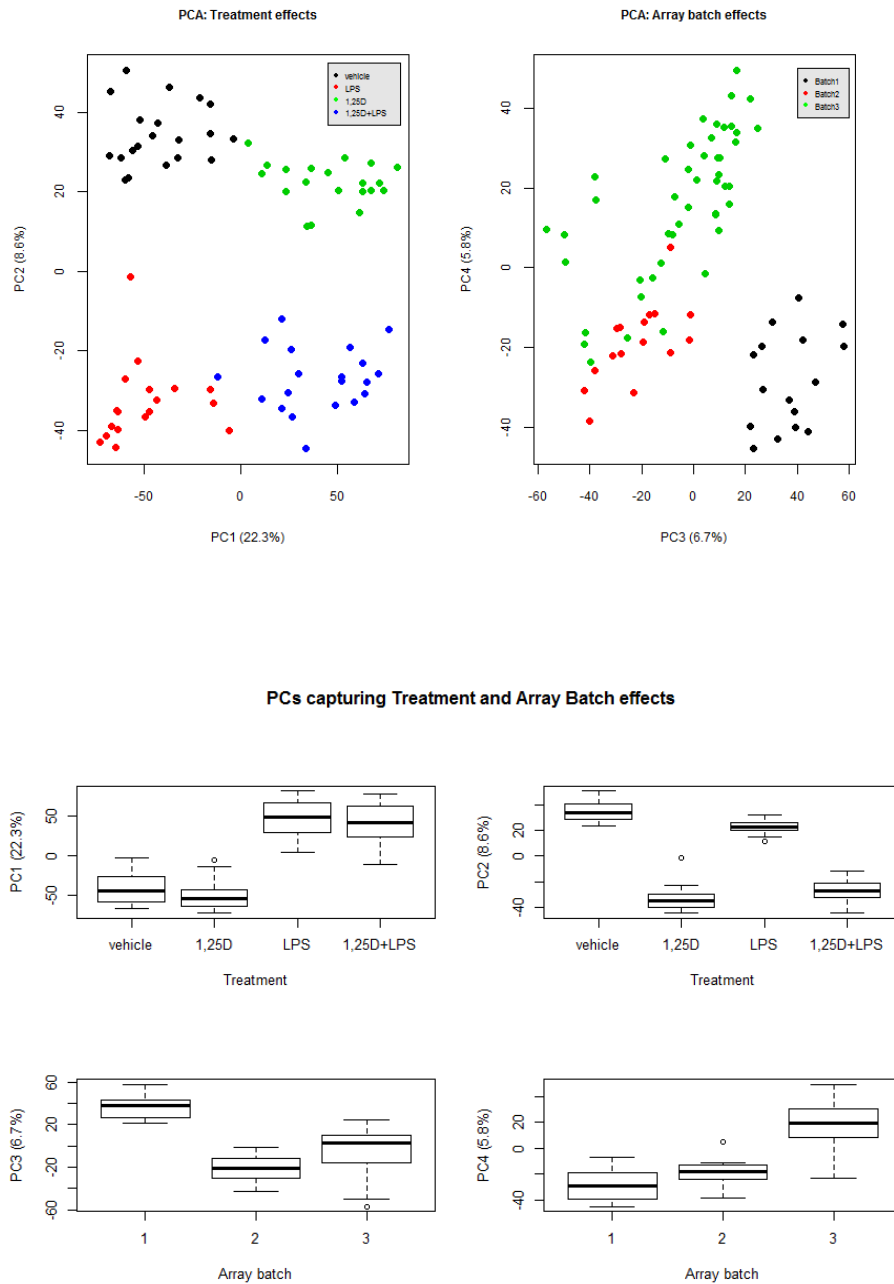 PCA: Treatment effects
vehicle
LPS
1,25D
1,25D+LPS
PC2 (8.6%)
40
20
0
-20
-40
-50
0
50
PC1 (22.3%)
PCA: Array batch effects
Batch1
Batch2
Batch3
PC4 (5.8%)
40
20
0
-20
-40
-60
-40
-20
0
20
40
60
PC3 (6.7%)
PCs capturing Treatment and Array Batch effects
PC1 (22.3%)
50
0
-50
vehicle
1,25D
LPS
1,25D+LPS
Treatment
PC2 (8.6%)
20
0
-40
vehicle
1,25D
LPS
1,25D+LPS
Treatment
PC3 (6.7%)
60
20
-20
-60
1
2
3
Array batch
PC4 (5.8%)
20
0
-40
1
2
3
Array batch